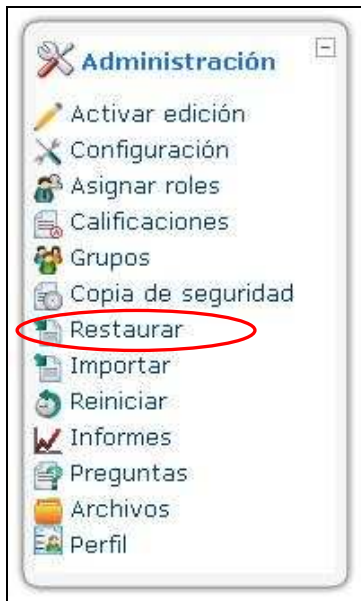 Administración
Activar edición
Configuración
Asignar roles
Calificaciones
Grupos
Copia de seguridad
Restaurar
Importar
Reiniciar
Informes
Preguntas
Archivos
Perfil